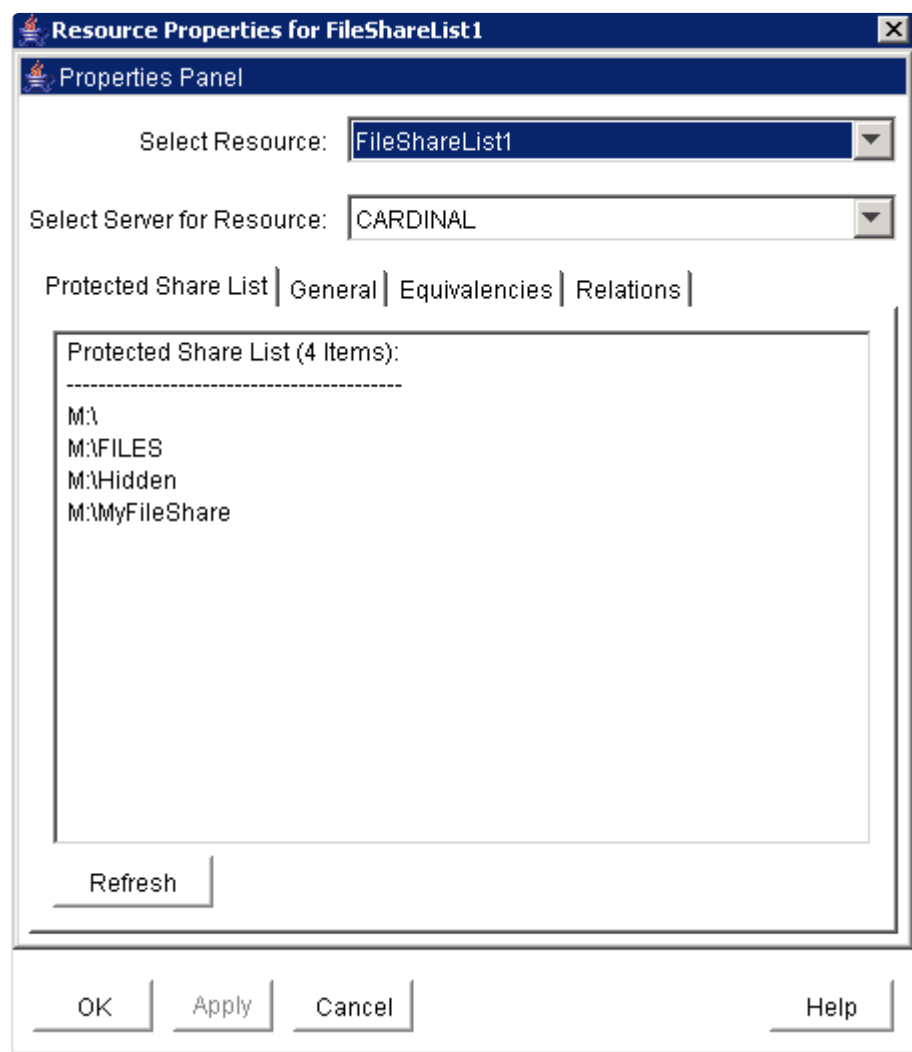 Resource Properties for FileShareList1
Properties Panel
Select Resource: FileShareList1
Select Server for Resource: CARDINAL
Protected Share List General Equivalencies Relations
Protected Share List (4 Items):
------------------------------------------
M:\
M:\FILES
M:\Hidden
M:\MyFileShare
Refresh
OK Apply Cancel Help